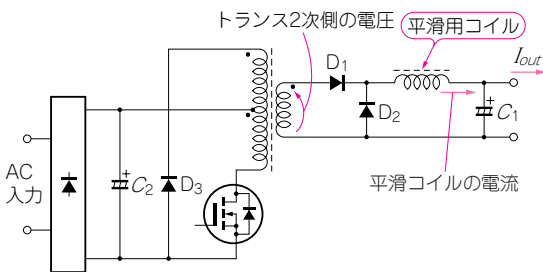 トランス2次側の電圧
平滑用コイル
Iout
D1
D2
C1
平滑コイルの電流
AC
入力
C2
D3